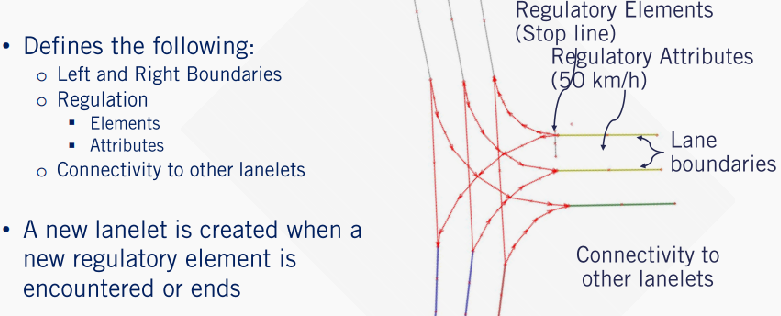 • Defines the following:
o Left and Right Boundaries
o Regulation
▪ Elements
▪ Attributes
o Connectivity to other lanelets
• A new lanelet is created when a
new regulatory element is
encountered or ends
Regulatory Elements
(Stop line)
Regulatory Attributes
(50 km/h)
Lane
boundaries
Connectivity to
other lanelets